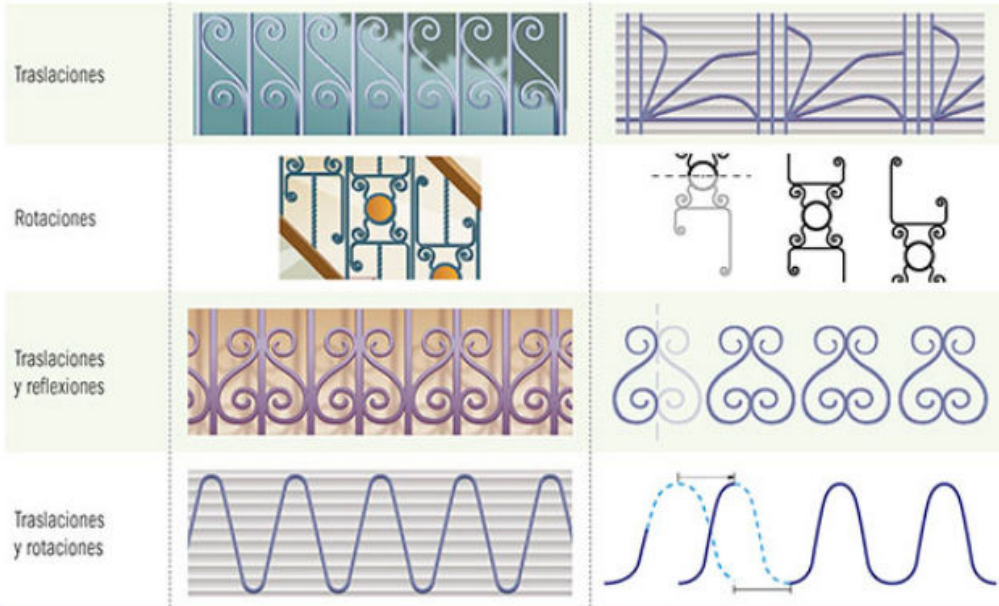 Traslaciones
Rotaciones
Traslaciones
y reflexiones
Traslaciones
y rotaciones